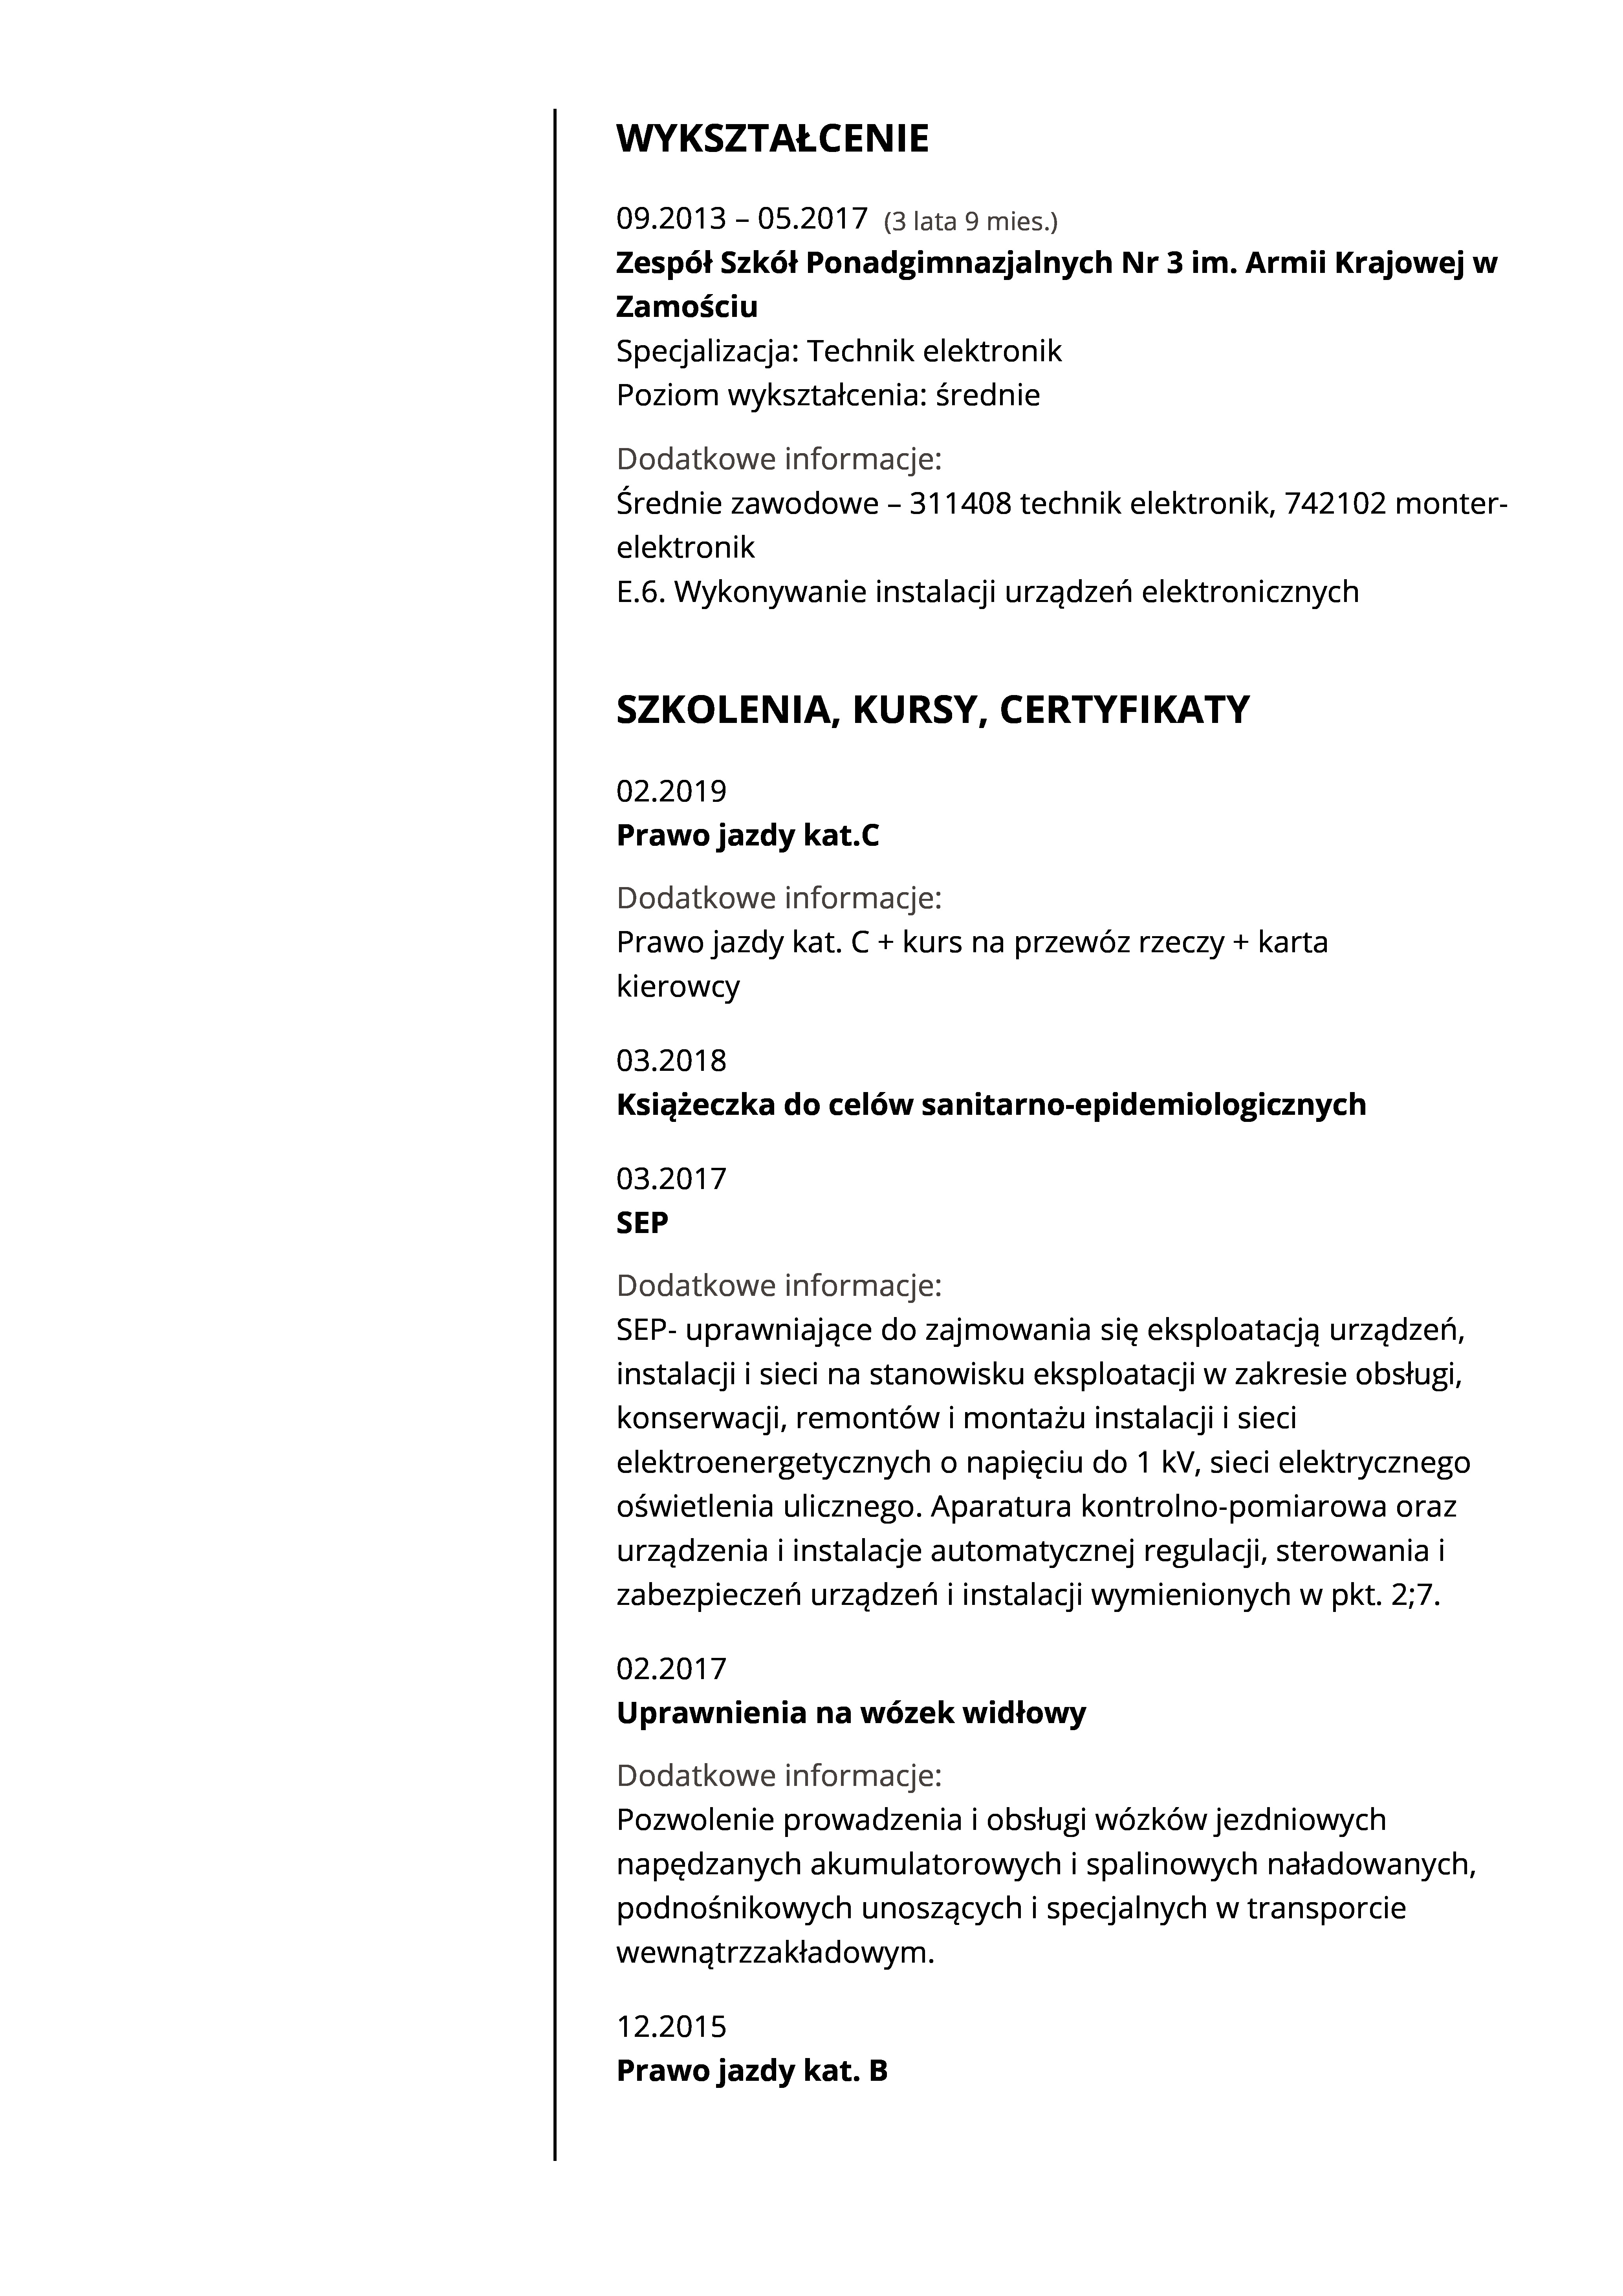 WYKSZTAŁCENIE
09.2013 – 05.2017 (3 lata 9 mies.)
Zespół Szkół Ponadgimnazjalnych Nr 3 im. Armii Krajowej w
Zamościu
Specjalizacja: Technik elektronik
Poziom wykształcenia: średnie
Dodatkowe informacje:
Średnie zawodowe – 311408 technik elektronik, 742102 monter-
elektronik
E.6. Wykonywanie instalacji urządzeń elektronicznych
SZKOLENIA, KURSY, CERTYFIKATY
02.2019
Prawo jazdy kat.C
Dodatkowe informacje:
Prawo jazdy kat. C + kurs na przewóz rzeczy + karta
kierowcy
03.2018
Książeczka do celów sanitarno-epidemiologicznych
03.2017
SEP
Dodatkowe informacje:
SEP- uprawniające do zajmowania się eksploatacją urządzeń,
instalacji i sieci na stanowisku eksploatacji w zakresie obsługi,
konserwacji, remontów i montażu instalacji i sieci
elektroenergetycznych o napięciu do 1 kV, sieci elektrycznego
oświetlenia ulicznego. Aparatura kontrolno-pomiarowa oraz
urządzenia i instalacje automatycznej regulacji, sterowania i
zabezpieczeń urządzeń i instalacji wymienionych w pkt. 2;7.
02.2017
Uprawnienia na wózek widłowy
Dodatkowe informacje:
Pozwolenie prowadzenia i obsługi wózków jezdniowych
napędzanych akumulatorowych i spalinowych naładowanych,
podnośnikowych unoszących i specjalnych w transporcie
wewnątrzzakładowym.
12.2015
Prawo jazdy kat. B